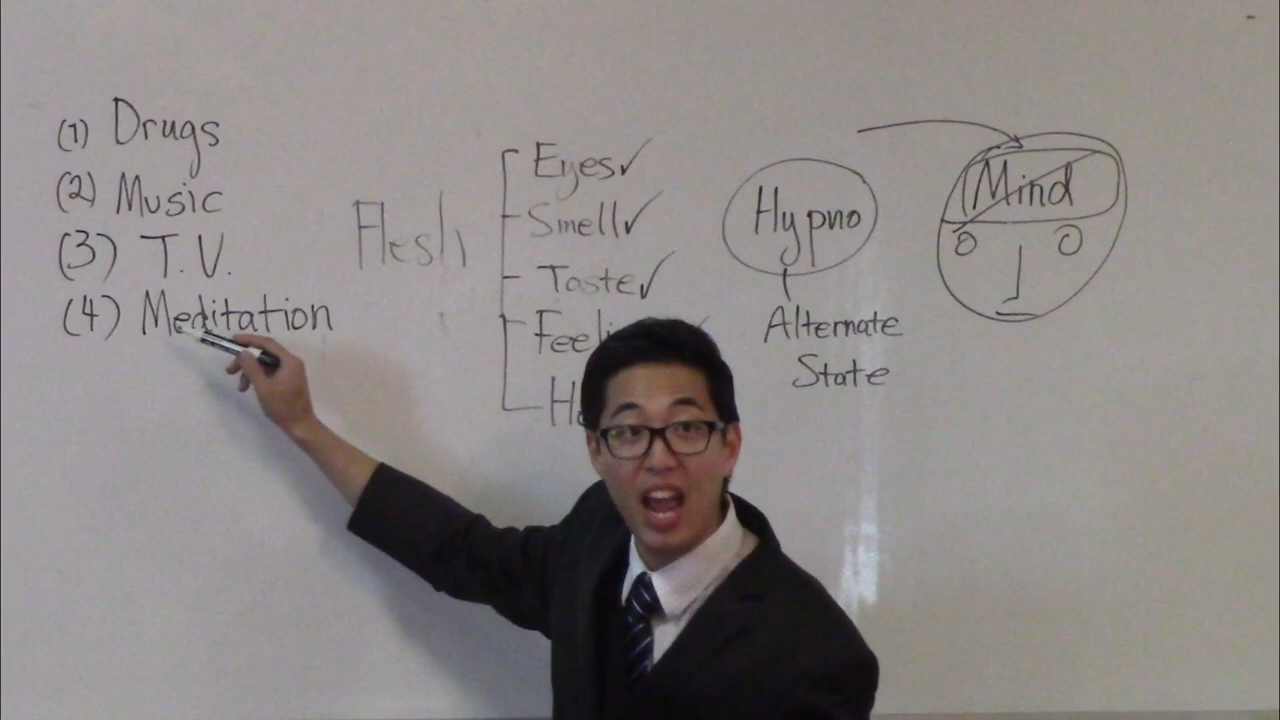 (1) Drugs
(2) Music
(3) T.V.
(4) Meditation
Flesh
Eyes✓
Smell✓
Taste✓
Hypno
Alternate
State
Mind